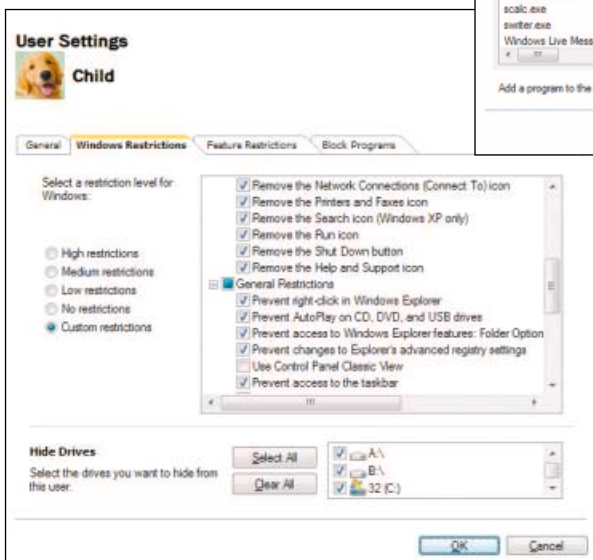 scalc.exe
swriter.exe
Windows Live Mess
Add a program to the
User Settings
Child
General Windows Restrictions Feature Restrictions Block Programs
Select a restriction level for
Windows:
High restrictions
Medium restrictions
Low restrictions
No restrictions
Custom restrictions
Remove the Network Connections (Connect To) icon
Remove the Printers and Faxes icon
Remove the Search icon (Windows XP only)
Remove the Run icon
Remove the Shut Down button
Remove the Help and Support icon
General Restrictions
Prevent right-click in Windows Explorer
Prevent AutoPlay on CD, DVD, and USB drives
Prevent access to Windows Explorer features: Folder Option
Prevent changes to Explorer's advanced registry settings
Use Control Panel Classic View
Prevent access to the taskbar
Hide Drives
Select the drives you want to hide from
this user.
Select All
Clear All
A:\
B:\
32 (C:)
OK Cancel